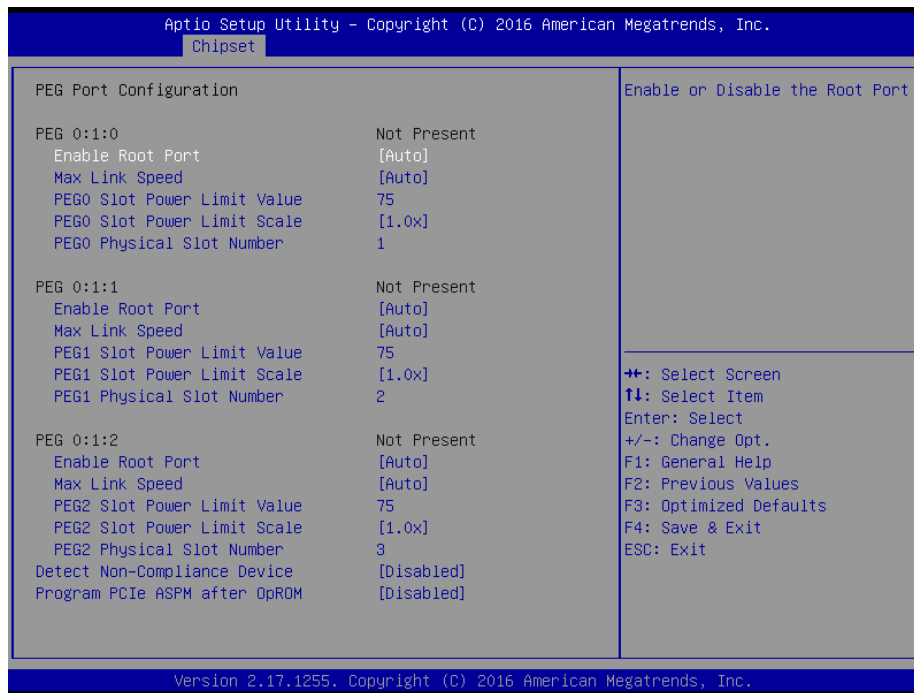 Aptio Setup Utility – Copyright (C) 2016 American Megatrends, Inc.
Chipset
PEG Port Configuration
Enable or Disable the Root Port
PEG 0:1:0 Not Present
Enable Root Port [Auto]
Max Link Speed [Auto]
PEG0 Slot Power Limit Value 75
PEG0 Slot Power Limit Scale [1.0x]
PEG0 Physical Slot Number 1
PEG 0:1:1 Not Present
Enable Root Port [Auto]
Max Link Speed [Auto]
PEG1 Slot Power Limit Value 75
PEG1 Slot Power Limit Scale [1.0x]
PEG1 Physical Slot Number 2
PEG 0:1:2 Not Present
Enable Root Port [Auto]
Max Link Speed [Auto]
PEG2 Slot Power Limit Value 75
PEG2 Slot Power Limit Scale [1.0x]
PEG2 Physical Slot Number 3
Detect Non-Compliance Device [Disabled]
Program PCIe ASPM after OpROM [Disabled]
→←: Select Screen
↑↓: Select Item
Enter: Select
+/-: Change Opt.
F1: General Help
F2: Previous Values
F3: Optimized Defaults
F4: Save & Exit
ESC: Exit
Version 2.17.1255. Copyright (C) 2016 American Megatrends, Inc.